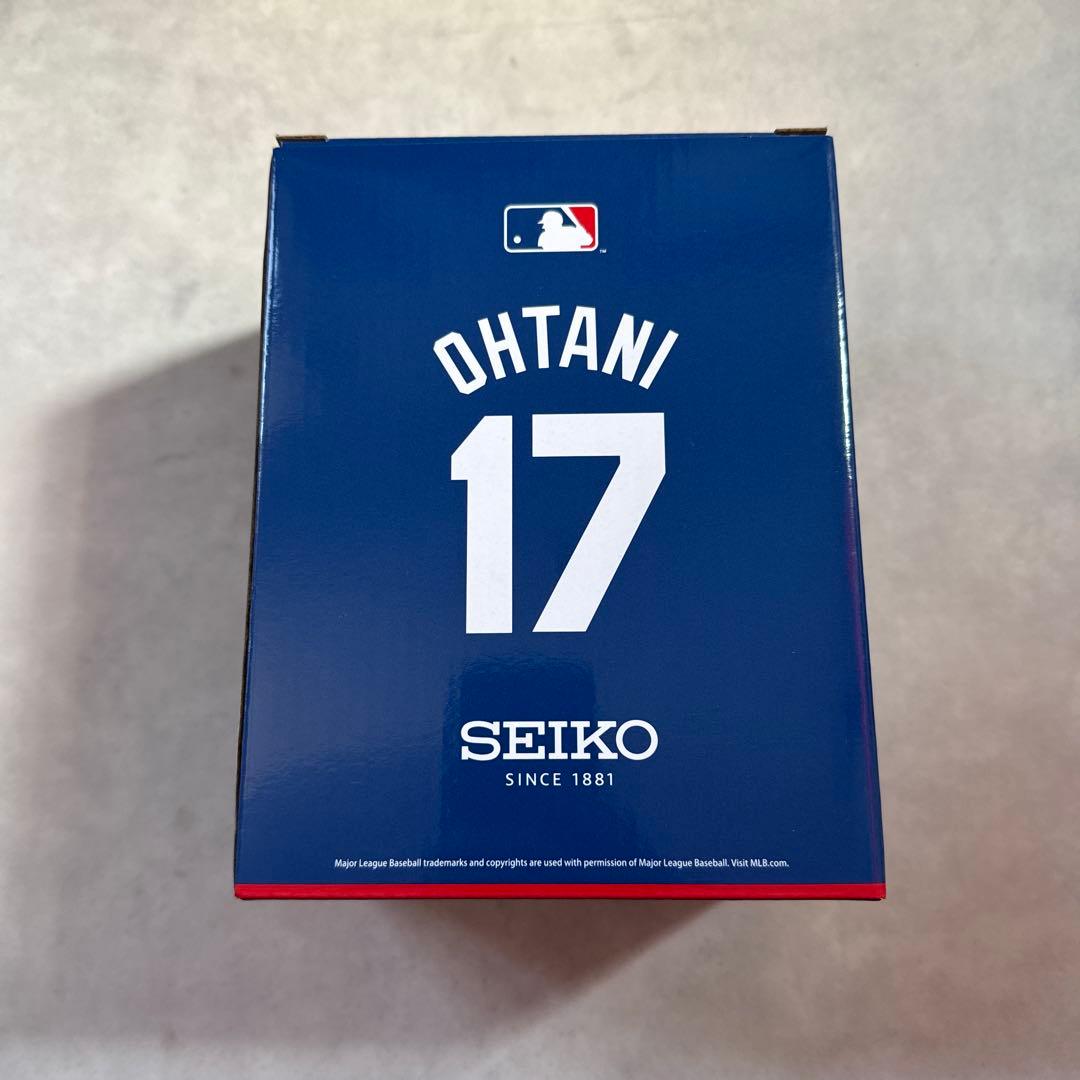 TM
OHTANI
17
SEIKO
SINCE 1881
Major League Baseball trademarks and copyrights are used with permission of Major League Baseball. Visit MLB.com.